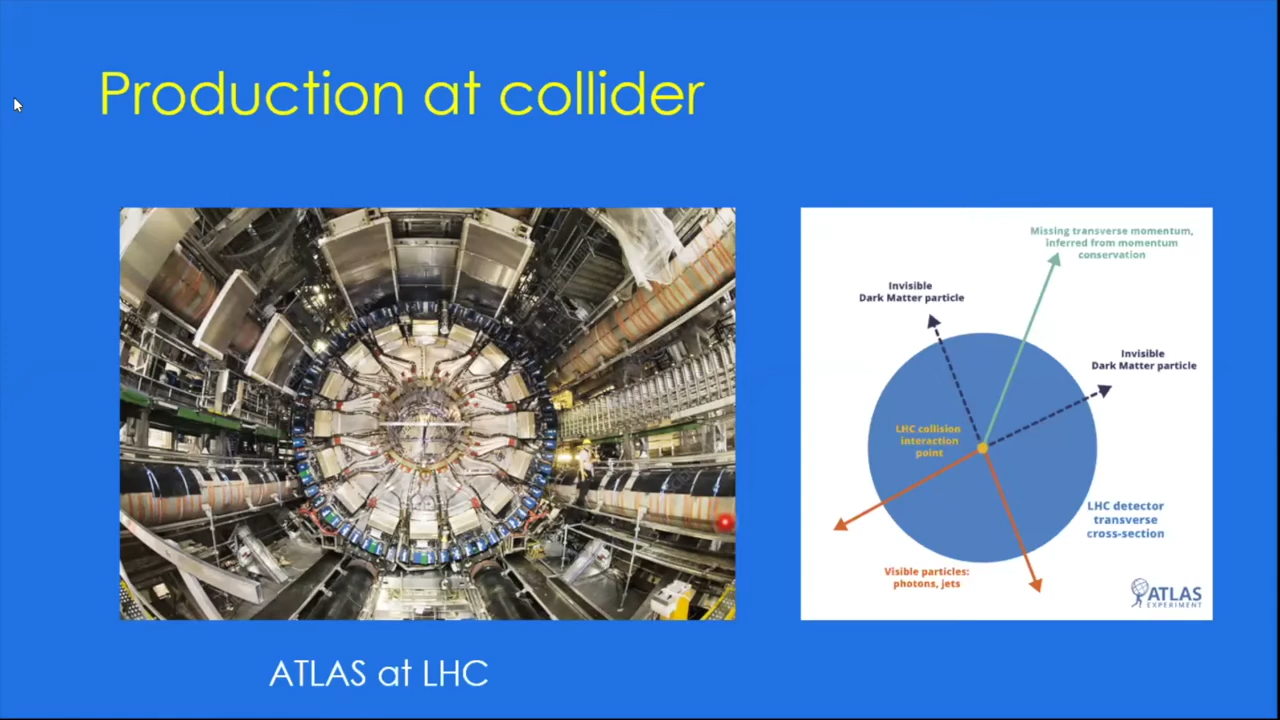 Production at collider
Missing transverse momentum,
inferred from momentum
conservation
Invisible
Dark Matter particle
Invisible
Dark Matter particle
LHC collision
interaction
point
LHC detector
transverse
cross-section
Visible particles:
photons, jets
ATLAS
EXPERIMENT
ATLAS at LHC